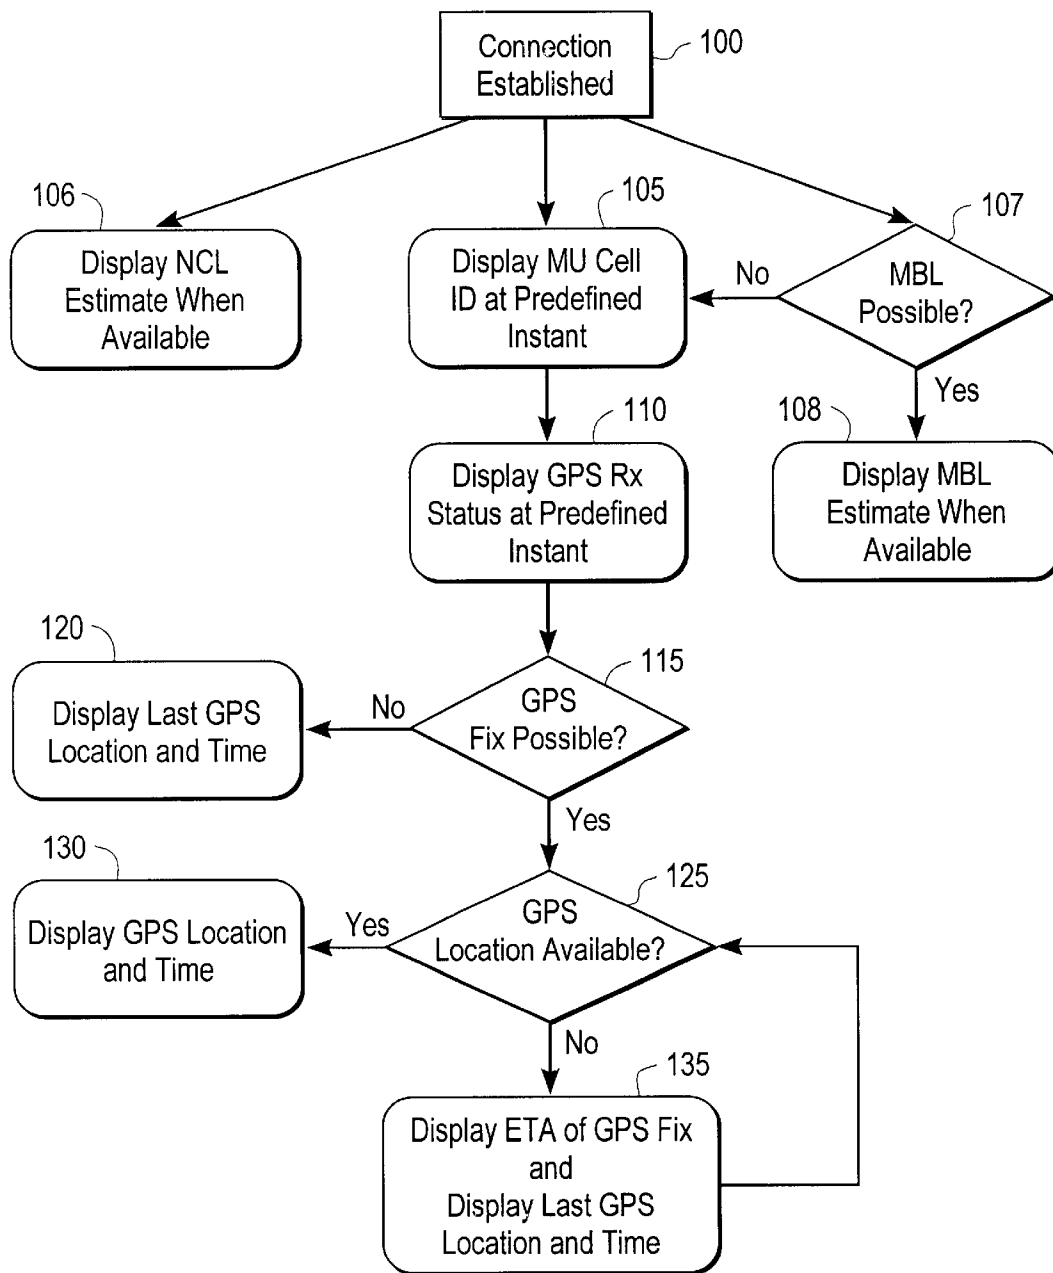 Connection
Established
100
106
105
107
Display NCL
Estimate When
Available
Display MU Cell
ID at Predefined
Instant
No
MBL
Possible?
Yes
110
108
Display GPS Rx
Status at Predefined
Instant
Display MBL
Estimate When
Available
120
115
Display Last GPS
Location and Time
No
GPS
Fix Possible?
Yes
130
125
Display GPS Location
and Time
Yes
GPS
Location Available?
No
135
Display ETA of GPS Fix
and
Display Last GPS
Location and Time